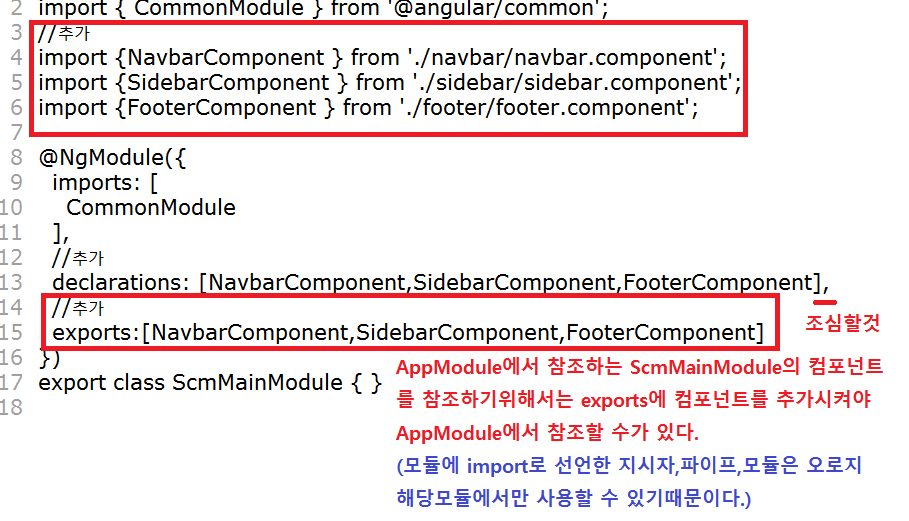 2 import { CommonModule } from '@angular/common';
3 //추가
4 import {NavbarComponent } from './navbar/navbar.component';
5 import {SidebarComponent } from './sidebar/sidebar.component';
6 import {FooterComponent } from './footer/footer.component';
7
8 @NgModule({
9 imports: [
10 CommonModule
11 ],
12 //추가
13 declarations: [NavbarComponent,SidebarComponent,FooterComponent],
14 //추가
조심할것
15 exports:[NavbarComponent,SidebarComponent,FooterComponent]
16 })
17 export class ScmMainModule { }
18
AppModule에서 참조하는 ScmMainModule의 컴포넌트
를 참조하기위해서는 exports에 컴포넌트를 추가시켜야
AppModule에서 참조할 수가 있다.
(모듈에 import로 선언한 지시자,파이프,모듈은 오로지
해당모듈에서만 사용할 수 있기때문이다.)